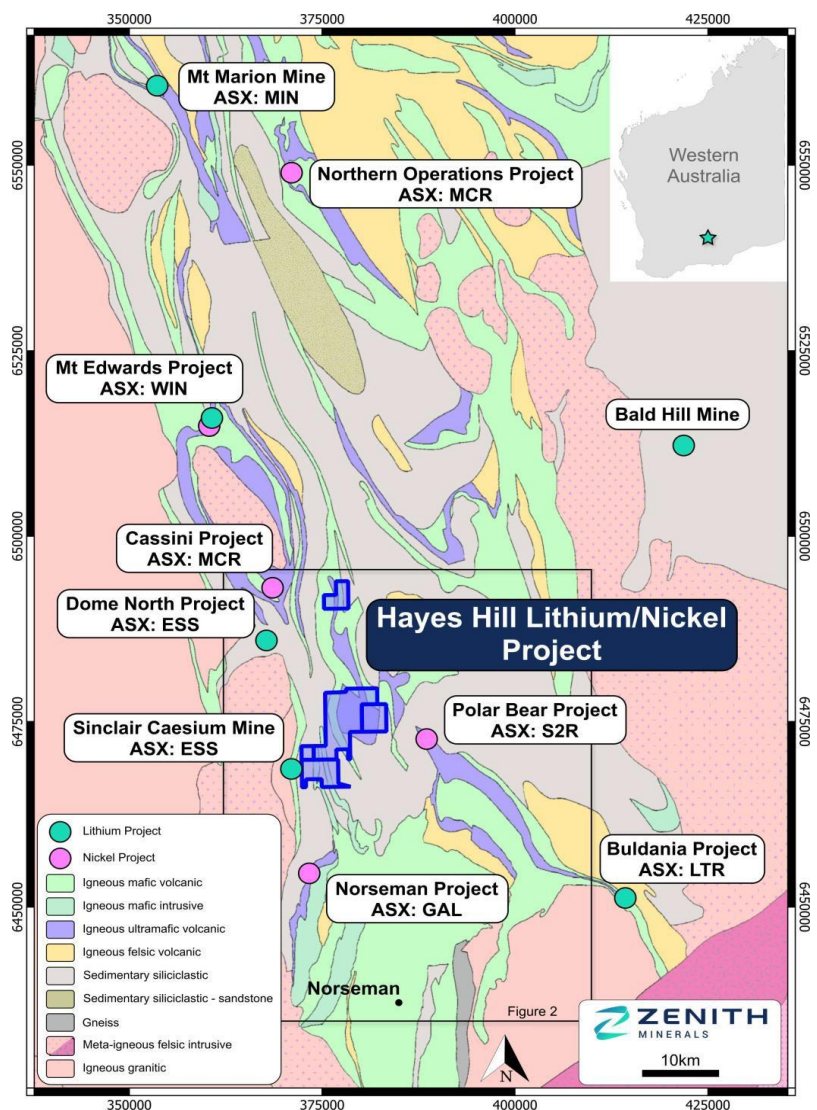 350000
375000
400000
425000
Mt Marion Mine
ASX: MIN
Western
Australia
6550000
6550000
Northern Operations Project
ASX: MCR
6525000
6525000
Mt Edwards Project
ASX: WIN
Bald Hill Mine
6500000
6500000
Cassini Project
ASX: MCR
Dome North Project
ASX: ESS
Hayes Hill Lithium/Nickel
Project
6475000
6475000
Sinclair Caesium Mine
ASX: ESS
Polar Bear Project
ASX: S2R
Buldania Project
ASX: LTR
Norseman Project
ASX: GAL
6450000
6450000
Lithium Project
Nickel Project
Igneous mafic volcanic
Igneous mafic intrusive
Igneous ultramafic volcanic
Igneous felsic volcanic
Sedimentary siliciclastic
Sedimentary siliciclastic - sandstone
Gneiss
Meta-igneous felsic intrusive
Igneous granitic
Norseman
Figure 2
N
ZENITH
MINERALS
10km
350000
375000
400000
425000